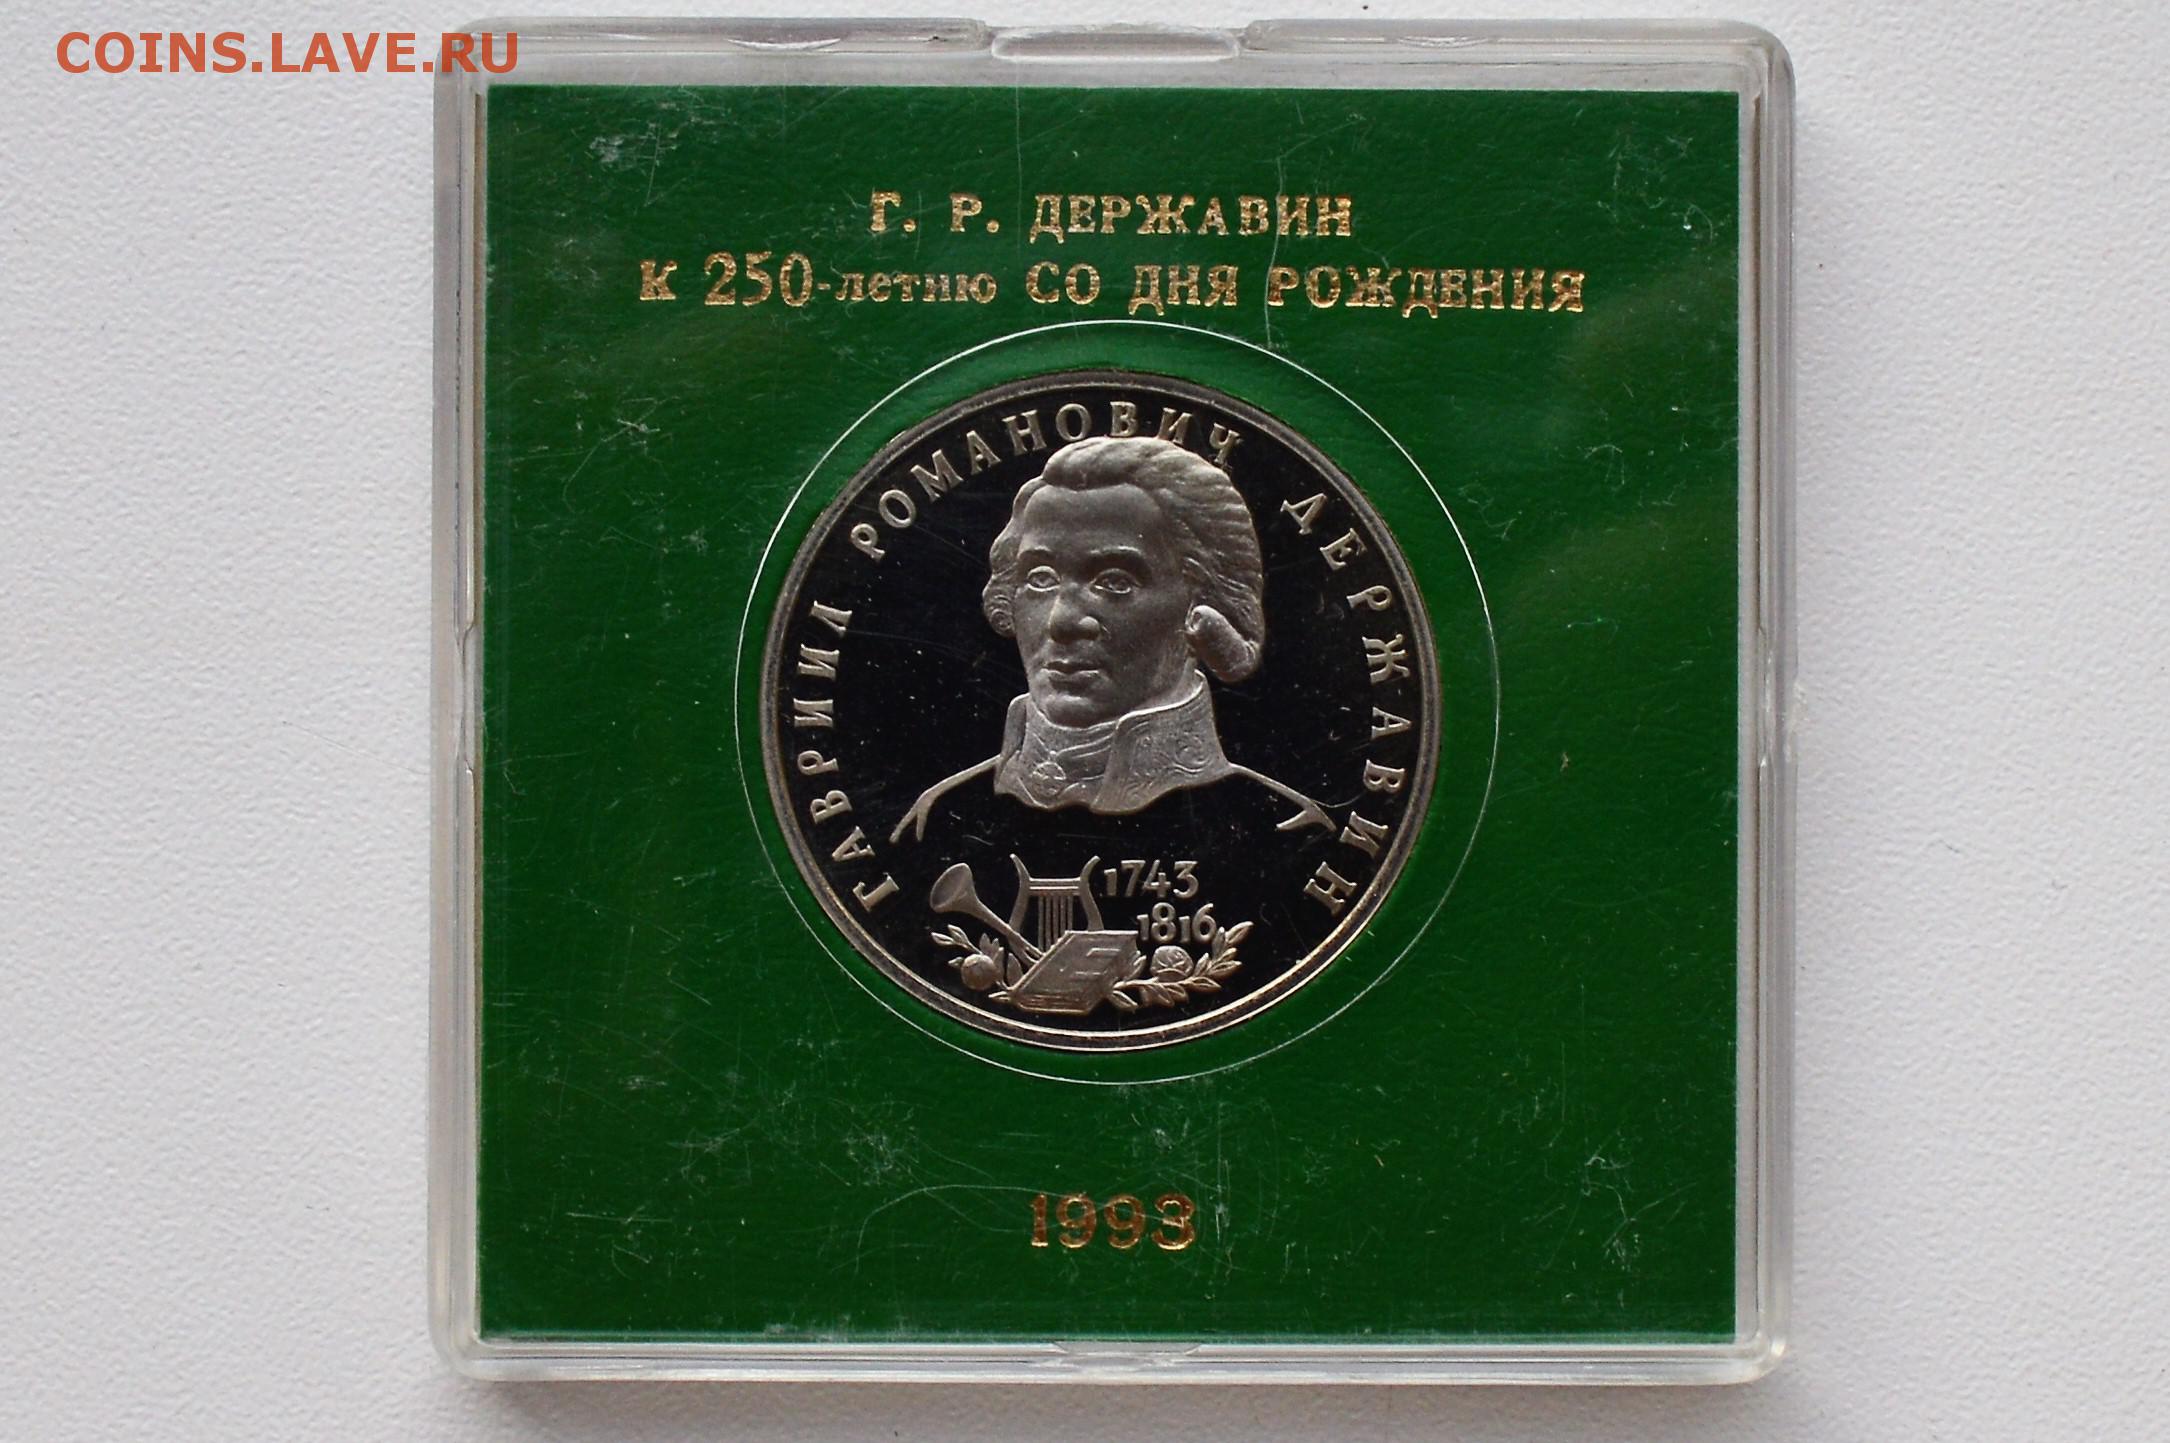 COINS.LAVE.RU
Г. Р. ДЕРЖАВИН
К 250-летию СО ДНЯ РОЖДЕНИЯ
ГАВРИИЛ РОМАНОВИЧ ДЕРЖАВИН
1743
1816
1993